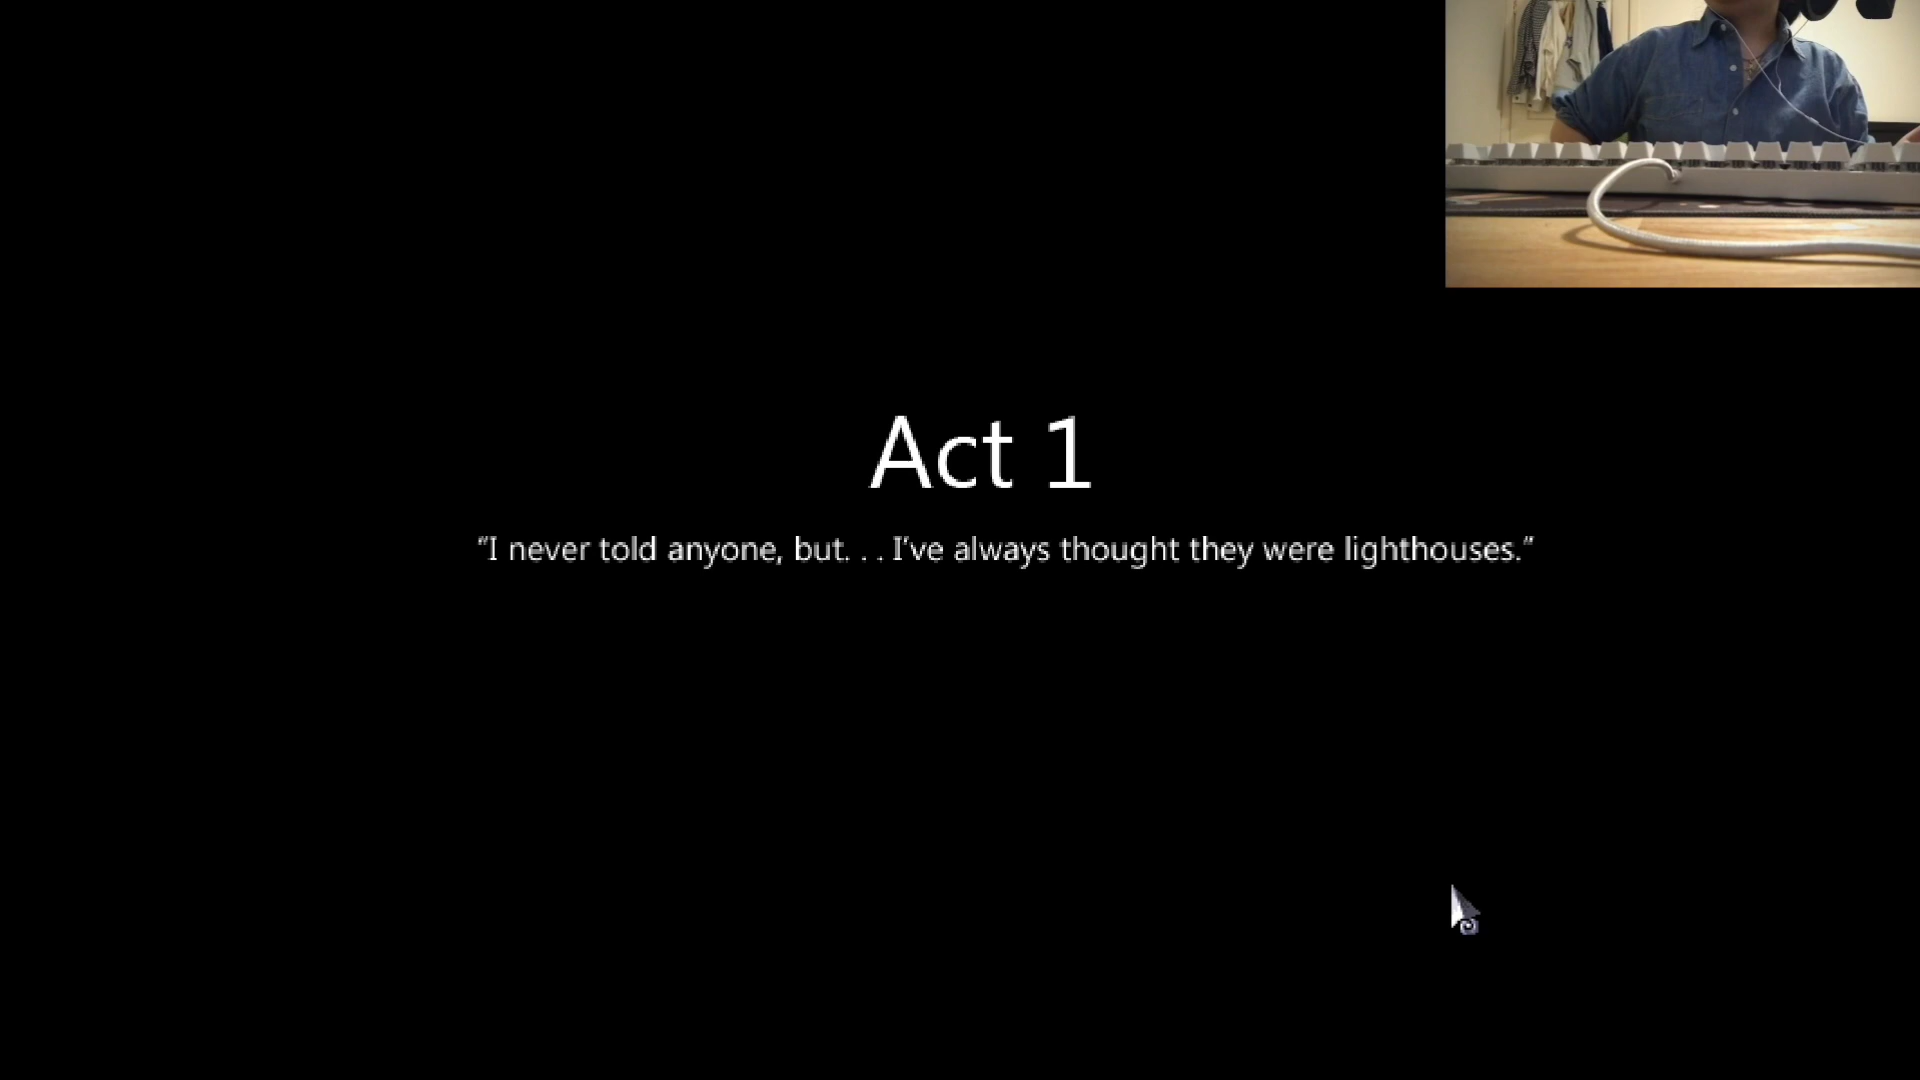 Act 1
“I never told anyone, but. . . I’ve always thought they were lighthouses.”